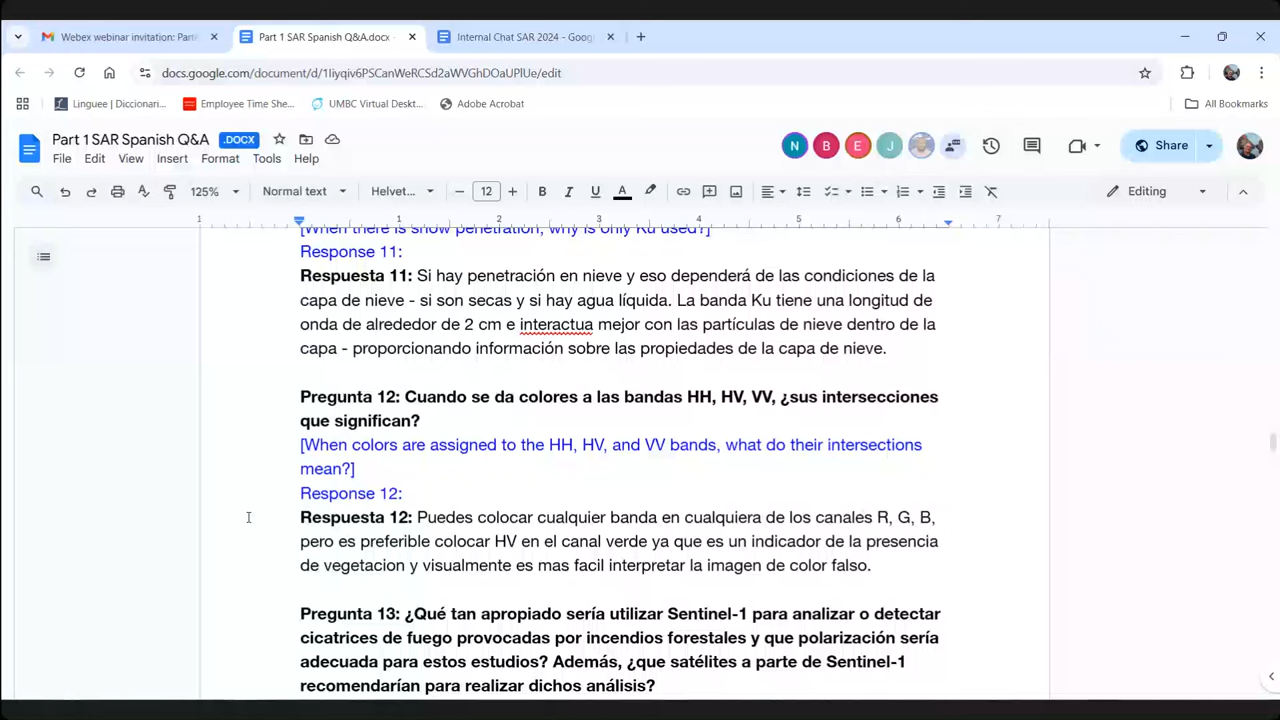 Webex webinar invitation: Parti
Part 1 SAR Spanish Q&A.docx -
Internal Chat SAR 2024 - Googl
docs.google.com/document/d/1Iiyqiv6PSCanWeRCSd2aWVGhDOaUPlUe/edit
Linguee | Diccionari...
Employee Time She...
UMBC Virtual Deskt...
Adobe Acrobat
All Bookmarks
Part 1 SAR Spanish Q&A
.DOCX
N B E J
Share
File Edit View Insert Format Tools Help
125% Normal text Helvet... 12 B I U A Editing
1 1 2 3 4 5 6 7
[When there is snow penetration, why is only Ku used?]
Response 11:
Respuesta 11: Si hay penetración en nieve y eso dependerá de las condiciones de la
capa de nieve - si son secas y si hay agua líquida. La banda Ku tiene una longitud de
onda de alrededor de 2 cm e interactua mejor con las partículas de nieve dentro de la
capa - proporcionando información sobre las propiedades de la capa de nieve.
Pregunta 12: Cuando se da colores a las bandas HH, HV, VV, ¿sus intersecciones
que significan?
[When colors are assigned to the HH, HV, and VV bands, what do their intersections
mean?]
Response 12:
Respuesta 12: Puedes colocar cualquier banda en cualquiera de los canales R, G, B,
pero es preferible colocar HV en el canal verde ya que es un indicador de la presencia
de vegetacion y visualmente es mas facil interpretar la imagen de color falso.
Pregunta 13: ¿Qué tan apropiado sería utilizar Sentinel-1 para analizar o detectar
cicatrices de fuego provocadas por incendios forestales y que polarización sería
adecuada para estos estudios? Además, ¿que satélites a parte de Sentinel-1
recomendarían para realizar dichos análisis?